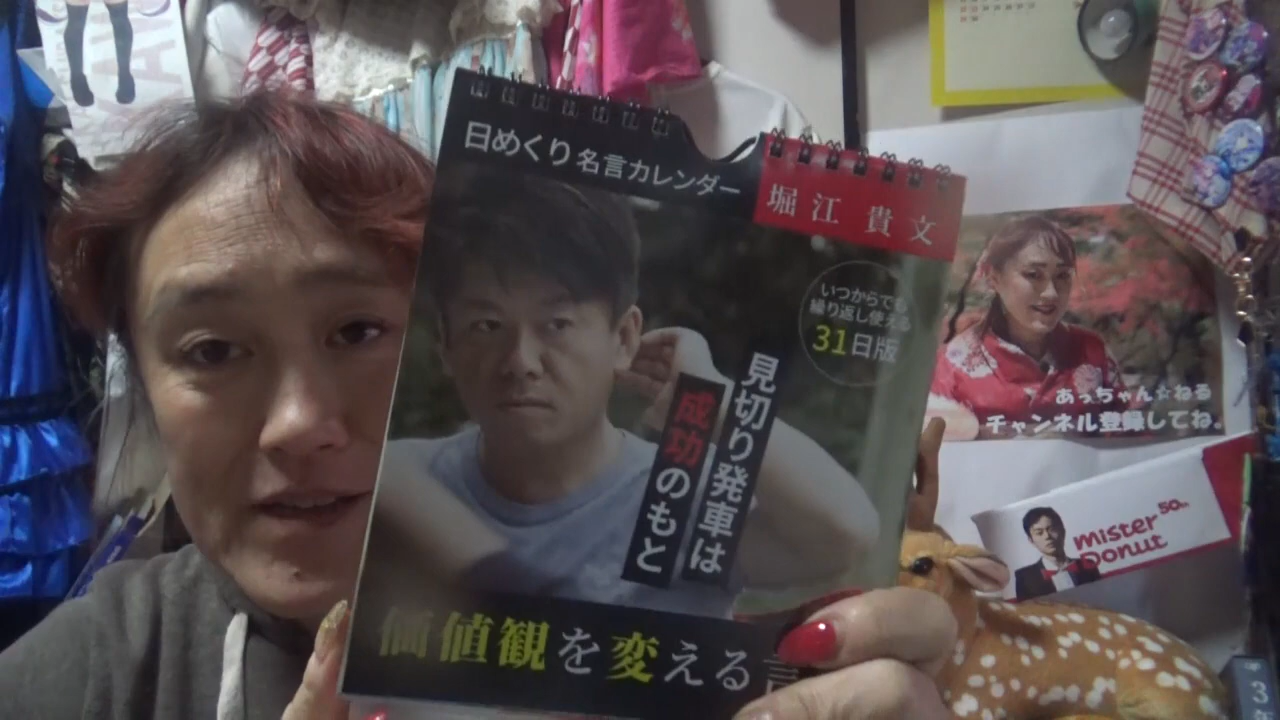 日めくり名言カレンダー
堀江貴文
いつからでも
繰り返し使える
31日版
見切り発車は
成功のもと
価値観を変える
あっちゃん☆ねる
チャンネル登録してね。
mister
Donut
50th
3